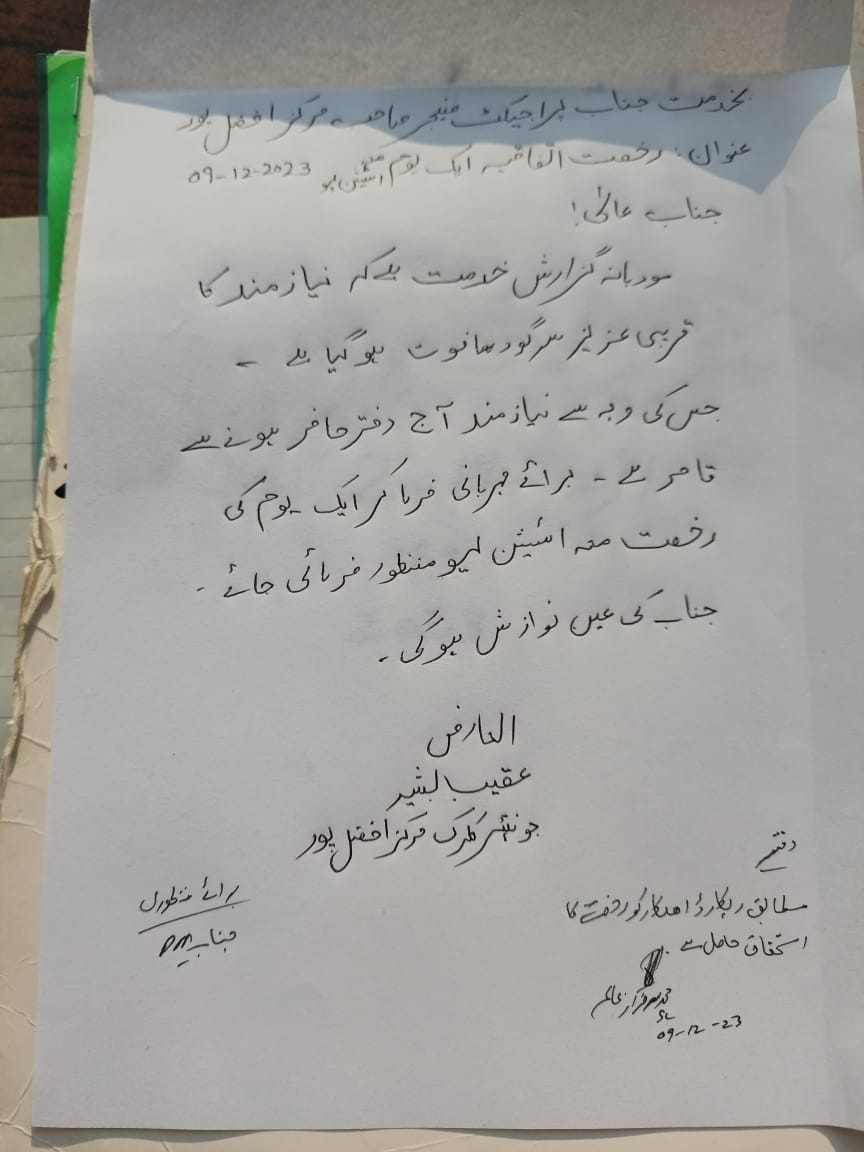 بخدمت جناب پراجیکٹ منیجر صاحب مرکز افضل پور
عنوان: رخصت اتفاقیہ ایک یوم معہ اسٹیشن لیو 09-12-2023
جناب عالی!
مودبانہ گزارش خدمت ہے کہ نیازمند کا
قریبی عزیز سرگودھا فوت ہو گیا ہے ۔
جس کی وجہ سے نیازمند آج دفتر حاضر ہونے سے
قاصر ہے ۔ برائے مہربانی فرما کر ایک یوم کی
رخصت معہ اسٹیشن لیو منظور فرمائی جائے ۔
جناب کی عین نوازش ہوگی ۔
العارض
عقیب البشیر
جونئیر کلرک مرکز افضل پور
دفتر
مطابق ریکارڈ اہلکار کو رخصت کا
استحقاق حاصل ہے ۔
محمد سرفراز عالم
09-12-23
برائے منظوری
جناب PM